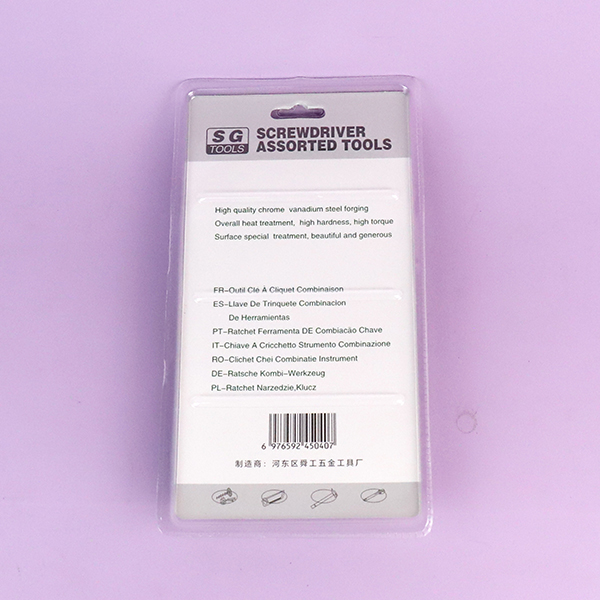 SG
TOOLS
SCREWDRIVER
ASSORTED TOOLS
High quality chrome vanadium steel forging
Overall heat treatment, high hardness, high torque
Surface special treatment, beautiful and generous
FR-Outil Cle A Cliquet Combinaison
ES-Llave De Trinquete Combinacion
De Herramientas
PT-Ratchet Ferramenta DE Combiacão Chave
IT-Chiave A Cricchetto Strumento Combinazione
RO-Clichet Chei Combinatie Instrument
DE-Ratsche Kombi-Werkzeug
PL-Ratchet Narzedzie,Klucz
6 976592 450407
制造商：河东区舜工五金工具厂